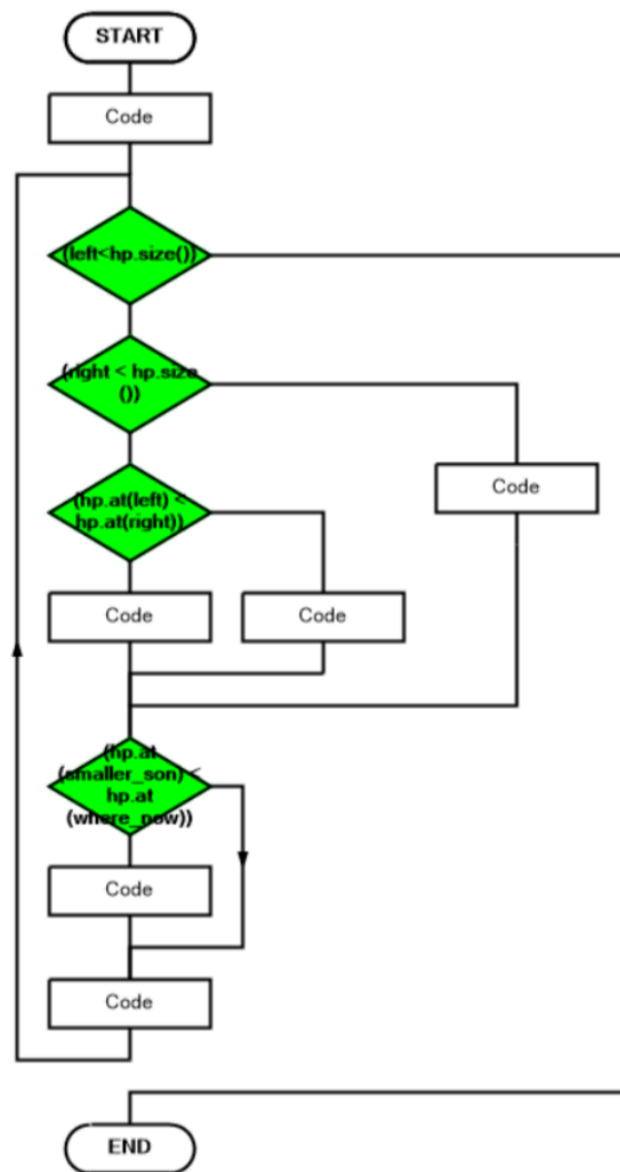 START
Code
(left<hp.size())
(right < hp.size
())
Code
(hp.at(left) <
hp.at(right))
Code
Code
(hp.at
(smaller_son) <
hp.at
(where_now))
Code
Code
END